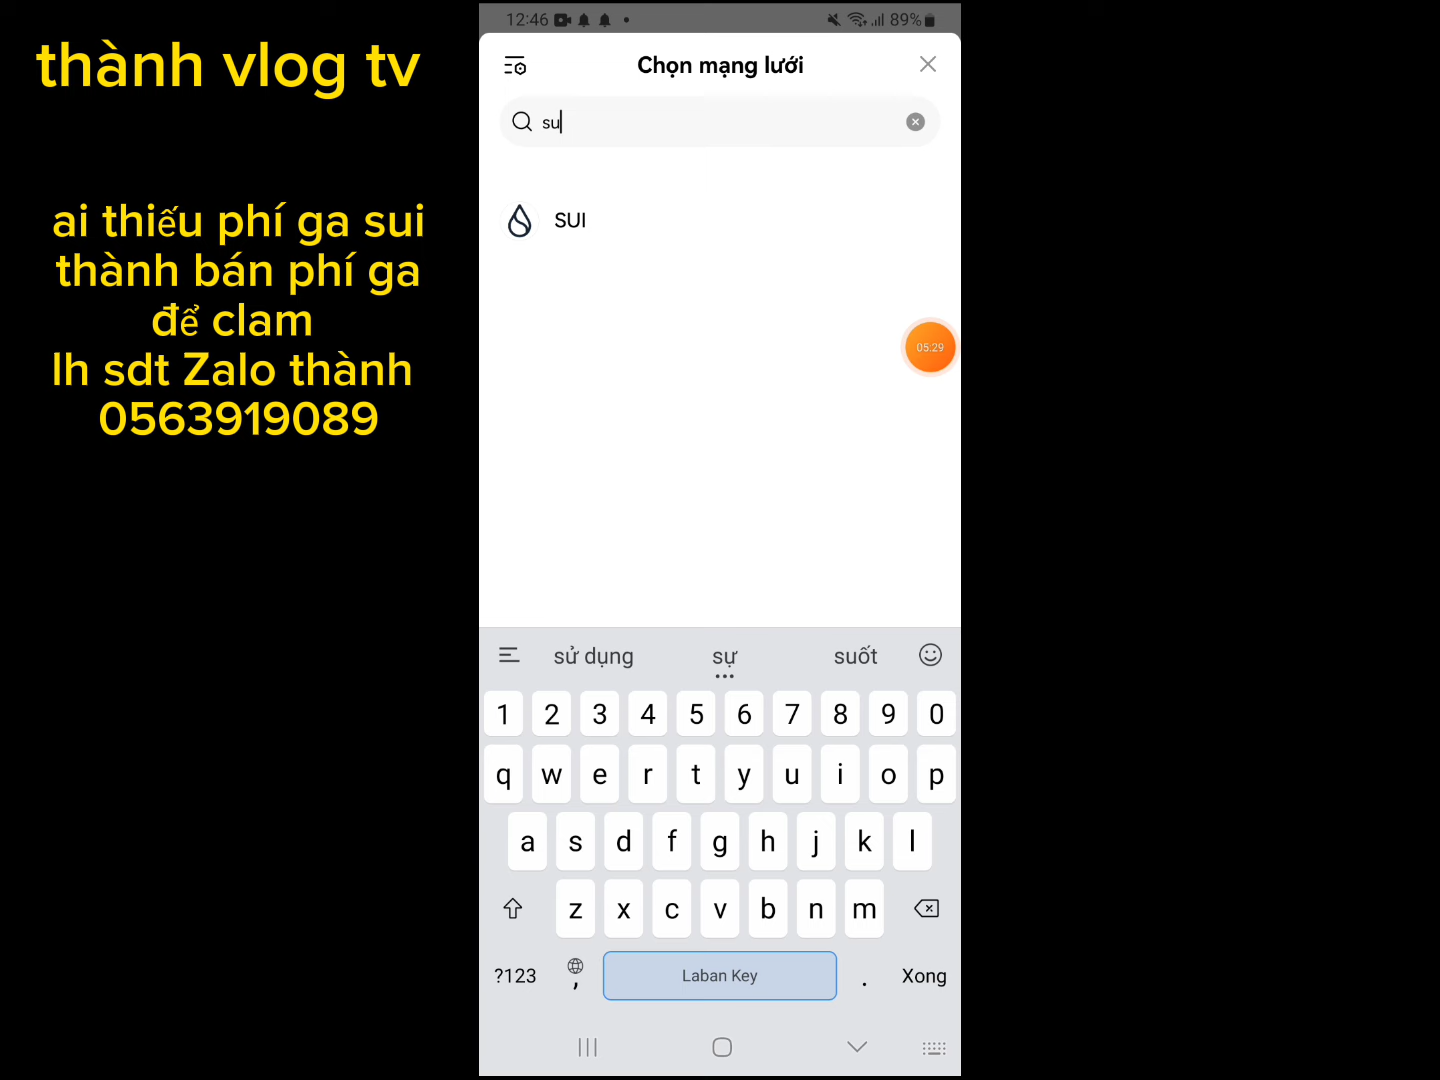 thành vlog tv
ai thiếu phí ga sui
thành bán phí ga
để clam
lh sdt Zalo thành
0563919089
12:46
89%
Chọn mạng lưới
su
SUI
05:29
sử dụng sự suốt
1 2 3 4 5 6 7 8 9 0
q w e r t y u i o p
a s d f g h j k l
z x c v b n m
?123 , Laban Key . Xong